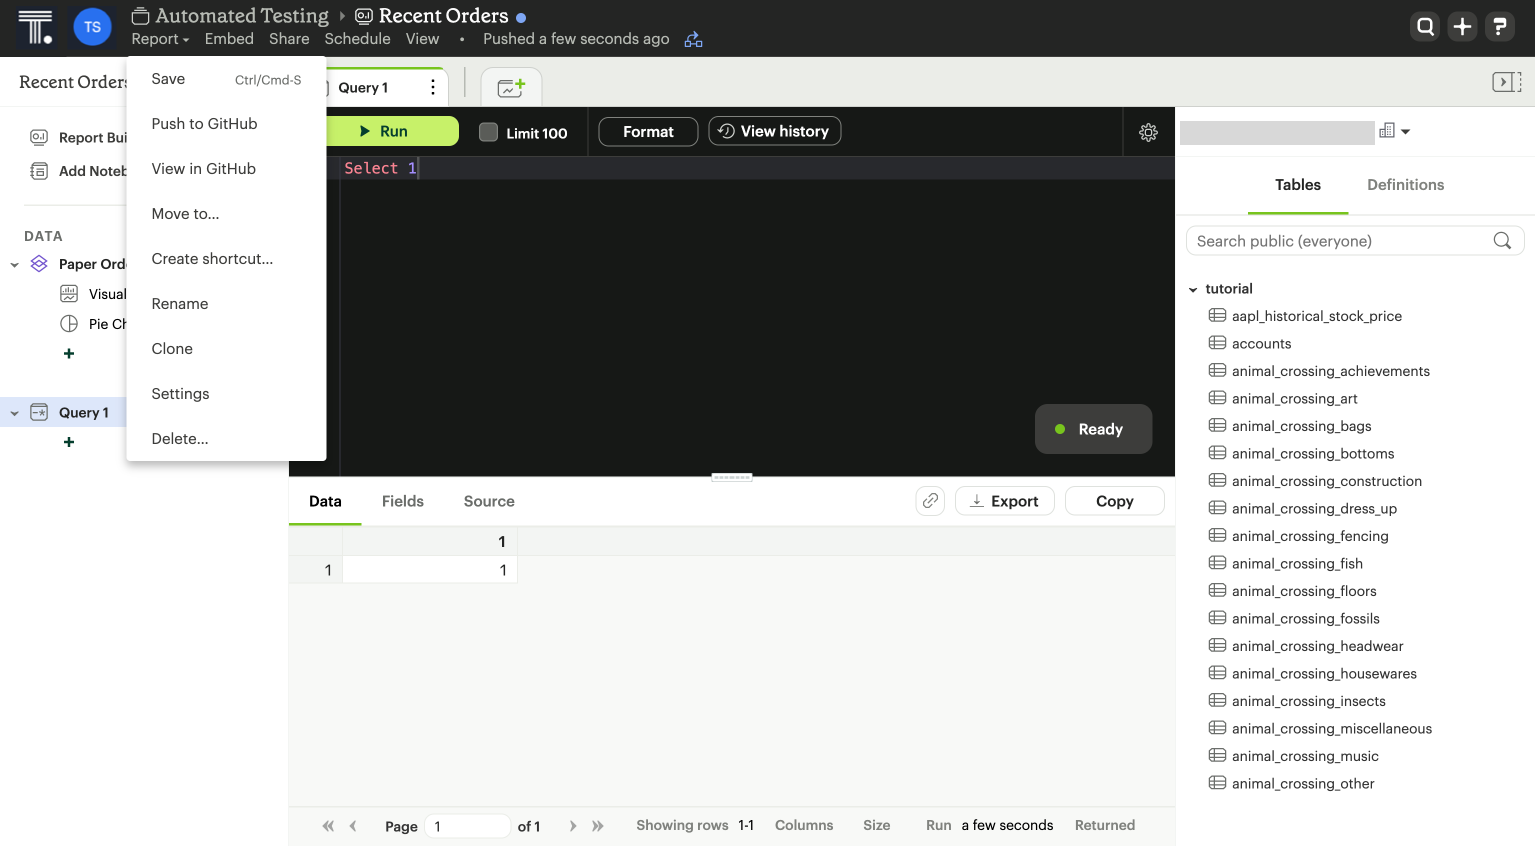 T.
TS
Automated Testing
Recent Orders
Report
Embed
Share
Schedule
View
•
Pushed a few seconds ago
Recent Orders
Report Bui
Add Noteb
DATA
Paper Ord
Visual
Pie Ch
Query 1
Save
Ctrl/Cmd-S
Push to GitHub
View in GitHub
Move to...
Create shortcut...
Rename
Clone
Settings
Delete...
Query 1
Run
Limit 100
Format
View history
Select 1
Ready
Data
Fields
Source
Export
Copy
1
1 1
Page 1 of 1
Showing rows 1-1
Columns
Size
Run a few seconds
Returned
Tables
Definitions
Search public (everyone)
tutorial
aapl_historical_stock_price
accounts
animal_crossing_achievements
animal_crossing_art
animal_crossing_bags
animal_crossing_bottoms
animal_crossing_construction
animal_crossing_dress_up
animal_crossing_fencing
animal_crossing_fish
animal_crossing_floors
animal_crossing_fossils
animal_crossing_headwear
animal_crossing_housewares
animal_crossing_insects
animal_crossing_miscellaneous
animal_crossing_music
animal_crossing_other